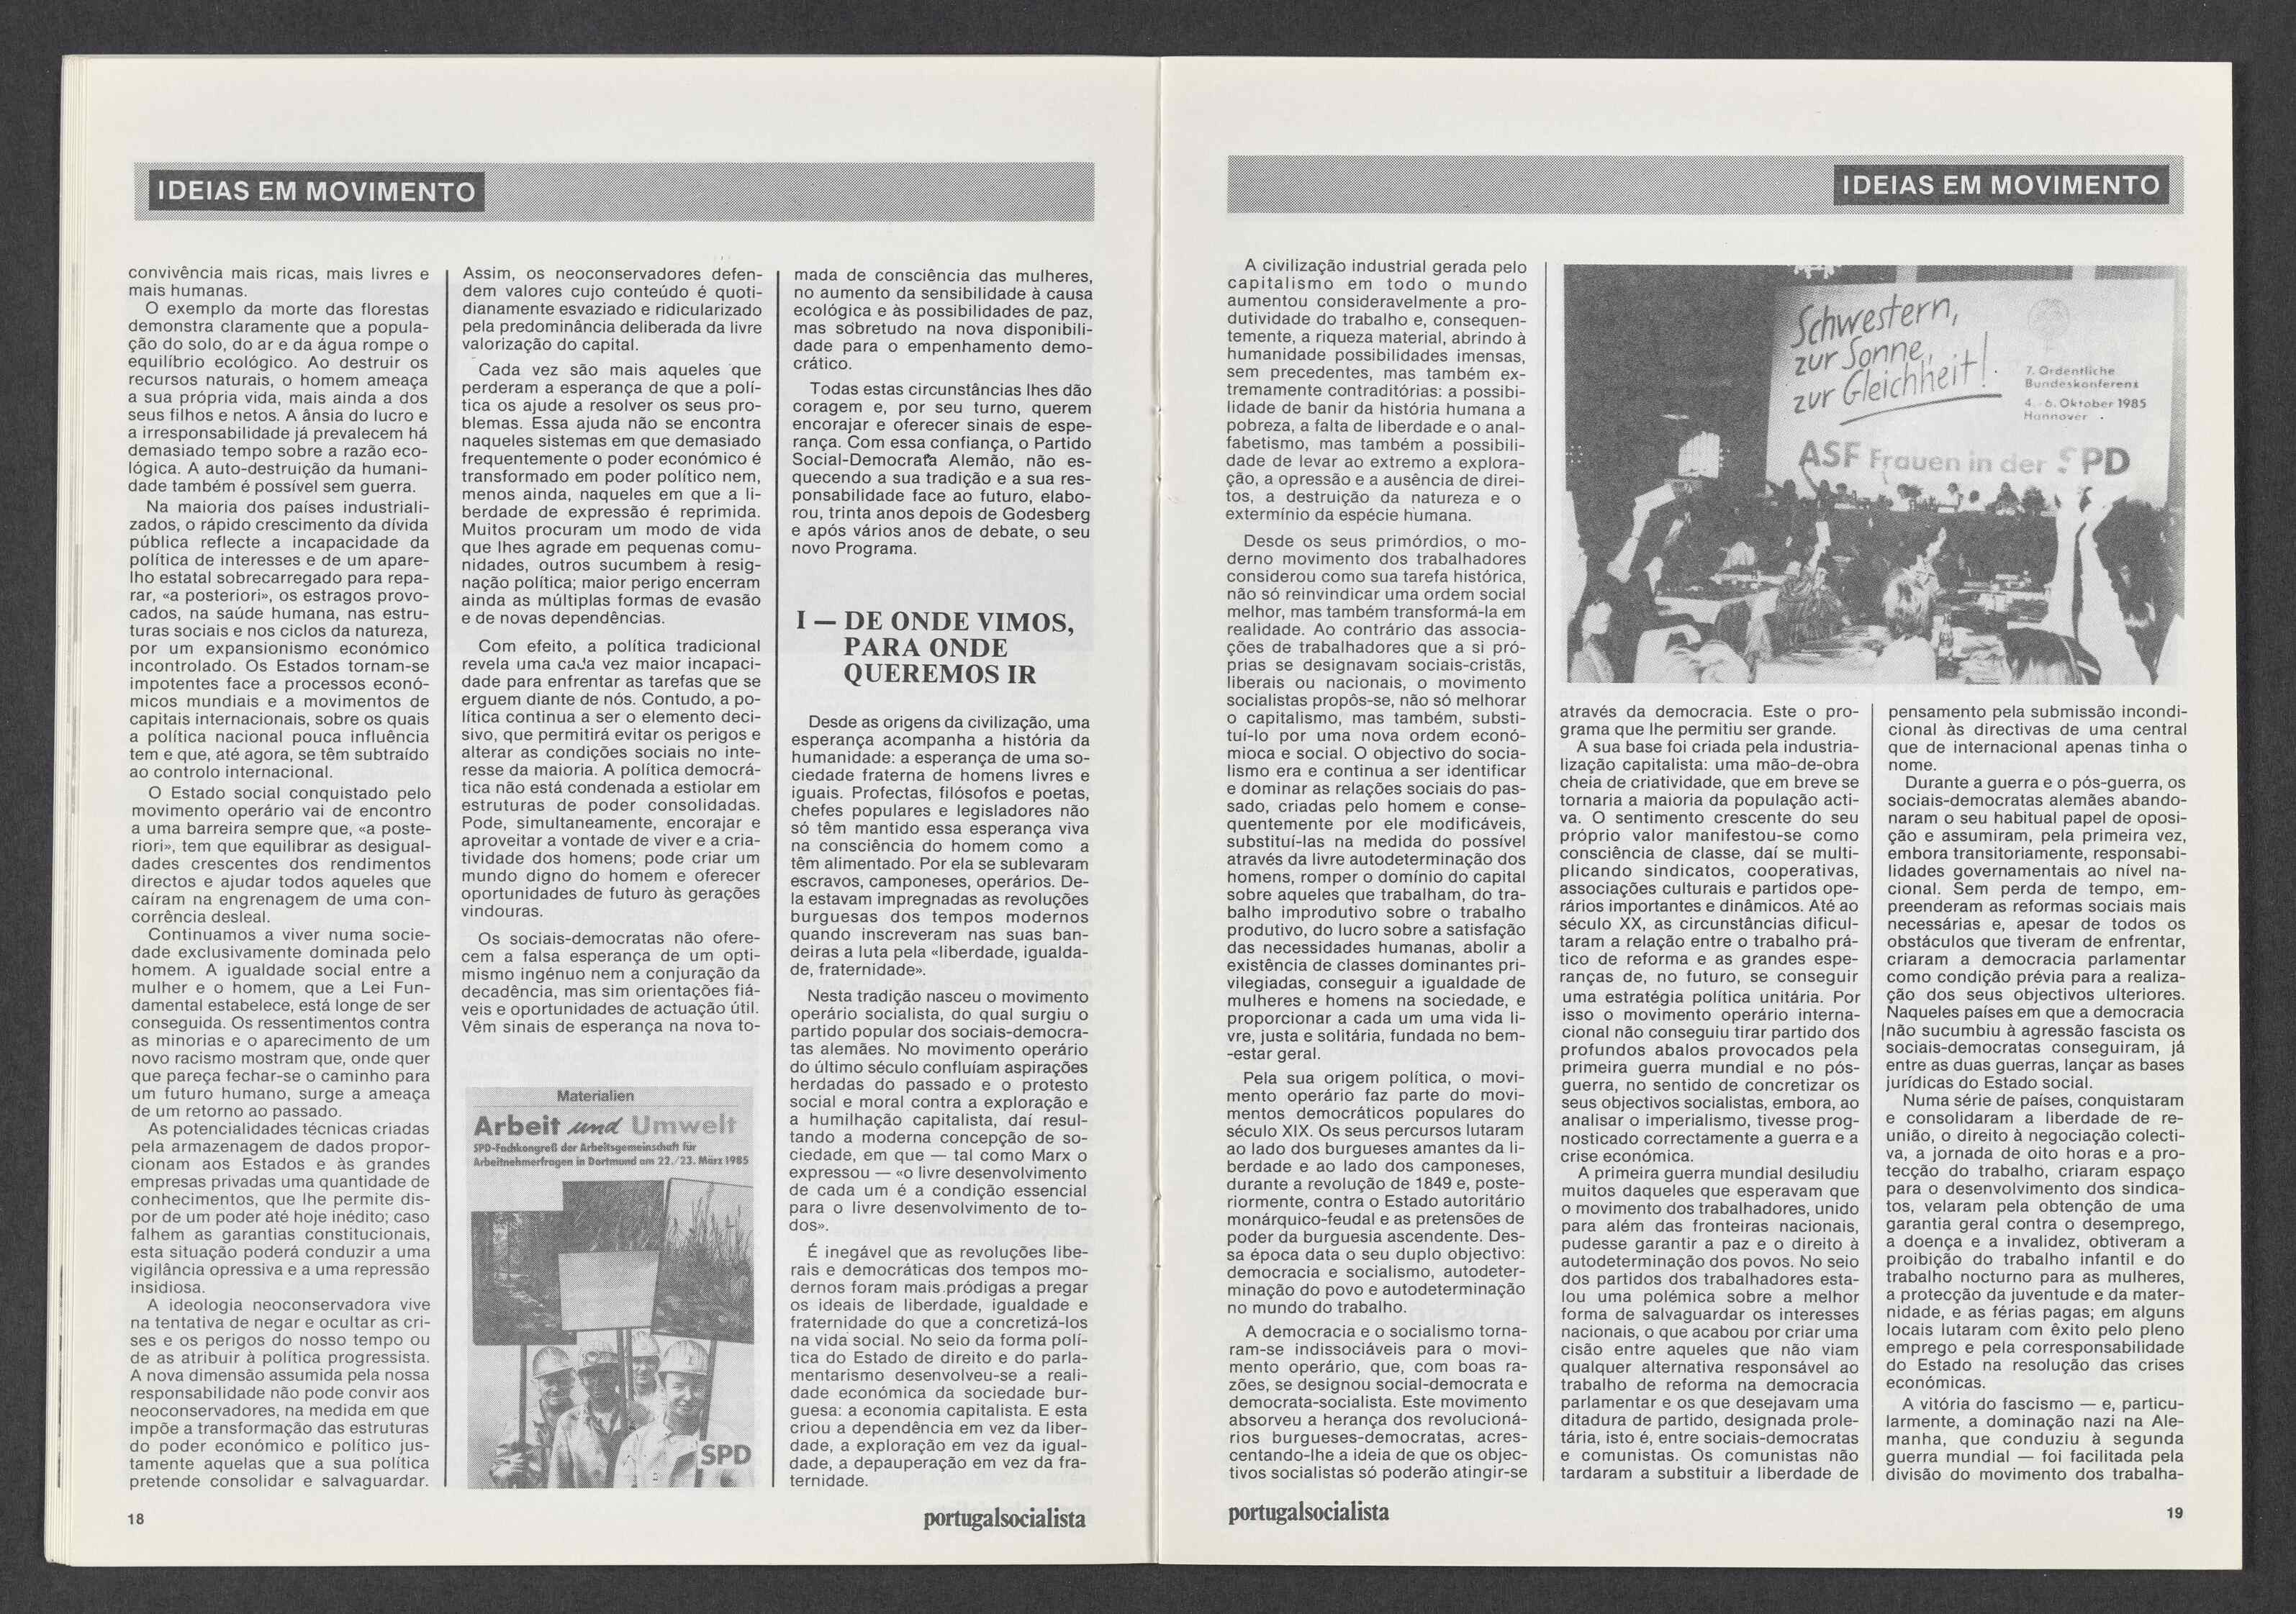 IDEIAS EM MOVIMENTO
convivência mais ricas, mais livres e
mais humanas.
O exemplo da morte das florestas
demonstra claramente que a popula-
ção do solo, do ar e da água rompe o
equilíbrio ecológico. Ao destruir os
recursos naturais, o homem ameaça
a sua própria vida, mais ainda a dos
seus filhos e netos. A ânsia do lucro e
a irresponsabilidade já prevalecem há
demasiado tempo sobre a razão eco-
lógica. A auto-destruição da humani-
dade também é possível sem guerra.
Na maioria dos países industriali-
zados, o rápido crescimento da dívida
pública reflecte a incapacidade da
política de interesses e de um apare-
lho estatal sobrecarregado para repa-
rar, «a posteriori», os estragos provo-
cados, na saúde humana, nas estru-
turas sociais e nos ciclos da natureza,
por um expansionismo económico
incontrolado. Os Estados tornam-se
impotentes face a processos econó-
micos mundiais e a movimentos de
capitais internacionais, sobre os quais
a política nacional pouca influência
tem e que, até agora, se têm subtraído
ao controlo internacional.
O Estado social conquistado pelo
movimento operário vai de encontro
a uma barreira sempre que, «a poste-
riori», tem que equilibrar as desigual-
dades crescentes dos rendimentos
directos e ajudar todos aqueles que
caíram na engrenagem de uma con-
corrência desleal.
Continuamos a viver numa socie-
dade exclusivamente dominada pelo
homem. A igualdade social entre a
mulher e o homem, que a Lei Fun-
damental estabelece, está longe de ser
conseguida. Os ressentimentos contra
as minorias e o aparecimento de um
novo racismo mostram que, onde quer
que pareça fechar-se o caminho para
um futuro humano, surge a ameaça
de um retorno ao passado.
As potencialidades técnicas criadas
pela armazenagem de dados propor-
cionam aos Estados e às grandes
empresas privadas uma quantidade de
conhecimentos, que lhe permite dis-
por de um poder até hoje inédito; caso
falhem as garantias constitucionais,
esta situação poderá conduzir a uma
vigilância opressiva e a uma repressão
insidiosa.
A ideologia neoconservadora vive
na tentativa de negar e ocultar as cri-
ses e os perigos do nosso tempo ou
de as atribuir à política progressista.
A nova dimensão assumida pela nossa
responsabilidade não pode convir aos
neoconservadores, na medida em que
impõe a transformação das estruturas
do poder económico e político jus-
tamente aquelas que a sua política
pretende consolidar e salvaguardar.
Assim, os neoconservadores defen-
dem valores cujo conteúdo é quoti-
dianamente esvaziado e ridicularizado
pela predominância deliberada da livre
valorização do capital.
Cada vez são mais aqueles que
perderam a esperança de que a polí-
tica os ajude a resolver os seus pro-
blemas. Essa ajuda não se encontra
naqueles sistemas em que demasiado
frequentemente o poder económico é
transformado em poder político nem,
menos ainda, naqueles em que a li-
berdade de expressão é reprimida.
Muitos procuram um modo de vida
que lhes agrade em pequenas comu-
nidades, outros sucumbem à resig-
nação política; maior perigo encerram
ainda as múltiplas formas de evasão
e de novas dependências.
Com efeito, a política tradicional
revela uma cada vez maior incapaci-
dade para enfrentar as tarefas que se
erguem diante de nós. Contudo, a po-
lítica continua a ser o elemento deci-
sivo, que permitirá evitar os perigos e
alterar as condições sociais no inte-
resse da maioria. A política democrá-
tica não está condenada a estiolar em
estruturas de poder consolidadas.
Pode, simultaneamente, encorajar e
aproveitar a vontade de viver e a cria-
tividade dos homens; pode criar um
mundo digno do homem e oferecer
oportunidades de futuro às gerações
vindouras.
Os sociais-democratas não ofere-
cem a falsa esperança de um opti-
mismo ingénuo nem a conjuração da
decadência, mas sim orientações fiá-
veis e oportunidades de actuação útil.
Vêm sinais de esperança na nova to-
Materialien
Arbeit und Umwelt
SPD-Fachkongreß der Arbeitsgemeinschaft für
Arbeitnehmerfragen in Dortmund am 22./23. März 1985
SPD
mada de consciência das mulheres,
no aumento da sensibilidade à causa
ecológica e às possibilidades de paz,
mas sobretudo na nova disponibili-
dade para o empenhamento demo-
crático.
Todas estas circunstâncias lhes dão
coragem e, por seu turno, querem
encorajar e oferecer sinais de espe-
rança. Com essa confiança, o Partido
Social-Democrata Alemão, não es-
quecendo a sua tradição e a sua res-
ponsabilidade face ao futuro, elabo-
rou, trinta anos depois de Godesberg
e após vários anos de debate, o seu
novo Programa.
I — DE ONDE VIMOS,
PARA ONDE
QUEREMOS IR
Desde as origens da civilização, uma
esperança acompanha a história da
humanidade: a esperança de uma so-
ciedade fraterna de homens livres e
iguais. Profectas, filósofos e poetas,
chefes populares e legisladores não
só têm mantido essa esperança viva
na consciência do homem como a
têm alimentado. Por ela se sublevaram
escravos, camponeses, operários. De-
la estavam impregnadas as revoluções
burguesas dos tempos modernos
quando inscreveram nas suas ban-
deiras a luta pela «liberdade, igualda-
de, fraternidade».
Nesta tradição nasceu o movimento
operário socialista, do qual surgiu o
partido popular dos sociais-democra-
tas alemães. No movimento operário
do último século confluíam aspirações
herdadas do passado e o protesto
social e moral contra a exploração e
a humilhação capitalista, daí resul-
tando a moderna concepção de so-
ciedade, em que — tal como Marx o
expressou — «o livre desenvolvimento
de cada um é a condição essencial
para o livre desenvolvimento de to-
dos».
É inegável que as revoluções libe-
rais e democráticas dos tempos mo-
dernos foram mais pródigas a pregar
os ideais de liberdade, igualdade e
fraternidade do que a concretizá-los
na vida social. No seio da forma polí-
tica do Estado de direito e do parla-
mentarismo desenvolveu-se a reali-
dade económica da sociedade bur-
guesa: a economia capitalista. E esta
criou a dependência em vez da liber-
dade, a exploração em vez da igual-
dade, a depauperação em vez da fra-
ternidade.
18
portugalsocialista
IDEIAS EM MOVIMENTO
A civilização industrial gerada pelo
capitalismo em todo o mundo
aumentou consideravelmente a pro-
dutividade do trabalho e, consequen-
temente, a riqueza material, abrindo à
humanidade possibilidades imensas,
sem precedentes, mas também ex-
tremamente contraditórias: a possibi-
lidade de banir da história humana a
pobreza, a falta de liberdade e o anal-
fabetismo, mas também a possibili-
dade de levar ao extremo a explora-
ção, a opressão e a ausência de direi-
tos, a destruição da natureza e o
extermínio da espécie humana.
Desde os seus primórdios, o mo-
derno movimento dos trabalhadores
considerou como sua tarefa histórica,
não só reinvindicar uma ordem social
melhor, mas também transformá-la em
realidade. Ao contrário das associa-
ções de trabalhadores que a si pró-
prias se designavam sociais-cristãs,
liberais ou nacionais, o movimento
socialistas propôs-se, não só melhorar
o capitalismo, mas também, substi-
tuí-lo por uma nova ordem econó-
mioca e social. O objectivo do socia-
lismo era e continua a ser identificar
e dominar as relações sociais do pas-
sado, criadas pelo homem e conse-
quentemente por ele modificáveis,
substituí-las na medida do possível
através da livre autodeterminação dos
homens, romper o domínio do capital
sobre aqueles que trabalham, do tra-
balho improdutivo sobre o trabalho
produtivo, do lucro sobre a satisfação
das necessidades humanas, abolir a
existência de classes dominantes pri-
vilegiadas, conseguir a igualdade de
mulheres e homens na sociedade, e
proporcionar a cada um uma vida li-
vre, justa e solitária, fundada no bem-
-estar geral.
Pela sua origem política, o movi-
mento operário faz parte do movi-
mentos democráticos populares do
século XIX. Os seus percursos lutaram
ao lado dos burgueses amantes da li-
berdade e ao lado dos camponeses,
durante a revolução de 1849 e, poste-
riormente, contra o Estado autoritário
monárquico-feudal e as pretensões de
poder da burguesia ascendente. Des-
sa época data o seu duplo objectivo:
democracia e socialismo, autodeter-
minação do povo e autodeterminação
no mundo do trabalho.
A democracia e o socialismo torna-
ram-se indissociáveis para o movi-
mento operário, que, com boas ra-
zões, se designou social-democrata e
democrata-socialista. Este movimento
absorveu a herança dos revolucioná-
rios burgueses-democratas, acres-
centando-lhe a ideia de que os objec-
tivos socialistas só poderão atingir-se
Schwestern,
zur Sonne,
zur Gleichheit!
7. Ordentliche
Bundeskonferenz
4. - 6. Oktober 1985
Hannover
ASF Frauen in der SPD
através da democracia. Este o pro-
grama que lhe permitiu ser grande.
A sua base foi criada pela industria-
lização capitalista: uma mão-de-obra
cheia de criatividade, que em breve se
tornaria a maioria da população acti-
va. O sentimento crescente do seu
próprio valor manifestou-se como
consciência de classe, daí se multi-
plicando sindicatos, cooperativas,
associações culturais e partidos ope-
rários importantes e dinâmicos. Até ao
século XX, as circunstâncias dificul-
taram a relação entre o trabalho prá-
tico de reforma e as grandes espe-
ranças de, no futuro, se conseguir
uma estratégia política unitária. Por
isso o movimento operário interna-
cional não conseguiu tirar partido dos
profundos abalos provocados pela
primeira guerra mundial e no pós-
guerra, no sentido de concretizar os
seus objectivos socialistas, embora, ao
analisar o imperialismo, tivesse prog-
nosticado correctamente a guerra e a
crise económica.
A primeira guerra mundial desiludiu
muitos daqueles que esperavam que
o movimento dos trabalhadores, unido
para além das fronteiras nacionais,
pudesse garantir a paz e o direito à
autodeterminação dos povos. No seio
dos partidos dos trabalhadores esta-
lou uma polémica sobre a melhor
forma de salvaguardar os interesses
nacionais, o que acabou por criar uma
cisão entre aqueles que não viam
qualquer alternativa responsável ao
trabalho de reforma na democracia
parlamentar e os que desejavam uma
ditadura de partido, designada prole-
tária, isto é, entre sociais-democratas
e comunistas. Os comunistas não
tardaram a substituir a liberdade de
pensamento pela submissão incondi-
cional às directivas de uma central
que de internacional apenas tinha o
nome.
Durante a guerra e o pós-guerra, os
sociais-democratas alemães abando-
naram o seu habitual papel de oposi-
ção e assumiram, pela primeira vez,
embora transitoriamente, responsabi-
lidades governamentais ao nível na-
cional. Sem perda de tempo, em-
preenderam as reformas sociais mais
necessárias e, apesar de todos os
obstáculos que tiveram de enfrentar,
criaram a democracia parlamentar
como condição prévia para a realiza-
ção dos seus objectivos ulteriores.
Naqueles países em que a democracia
não sucumbiu à agressão fascista os
sociais-democratas conseguiram, já
entre as duas guerras, lançar as bases
jurídicas do Estado social.
Numa série de países, conquistaram
e consolidaram a liberdade de re-
união, o direito à negociação colecti-
va, a jornada de oito horas e a pro-
tecção do trabalho, criaram espaço
para o desenvolvimento dos sindica-
tos, velaram pela obtenção de uma
garantia geral contra o desemprego,
a doença e a invalidez, obtiveram a
proibição do trabalho infantil e do
trabalho nocturno para as mulheres,
a protecção da juventude e da mater-
nidade, e as férias pagas; em alguns
locais lutaram com êxito pelo pleno
emprego e pela corresponsabilidade
do Estado na resolução das crises
económicas.
A vitória do fascismo — e, particu-
larmente, a dominação nazi na Ale-
manha, que conduziu à segunda
guerra mundial — foi facilitada pela
divisão do movimento dos trabalha-
portugalsocialista
19